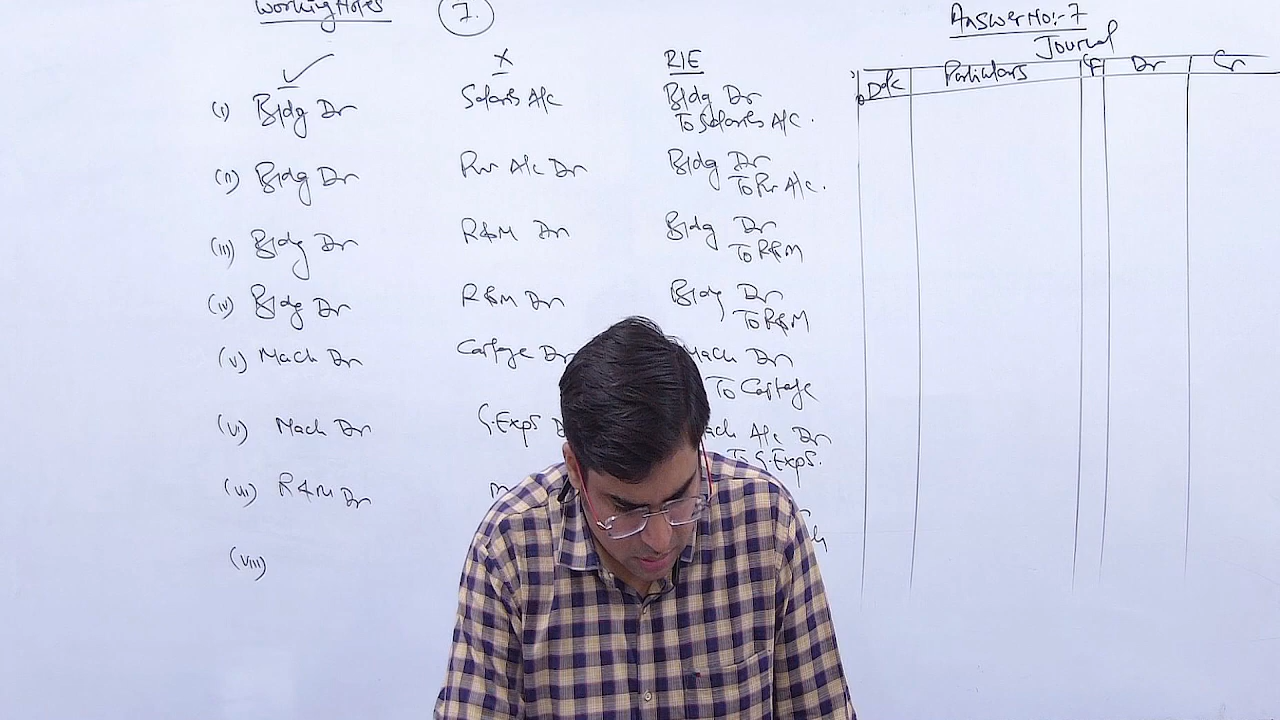 Working Notes 7.
Answer No:-7
Journal
Date Particulars LF Dr Cr
✓ X R/E
(i) Bldg Dr Salaries A/c Bldg Dr
To Salaries A/c.
(ii) Bldg Dr Pur A/c Dr Bldg Dr
To Pur A/c.
(iii) Bldg Dr R&M Dr Bldg Dr
To R&M
(iv) Bldg Dr R&M Dr Bldg Dr
To R&M
(v) Mach Dr Cartage Dr Mach Dr
To Cartage
(vi) Mach Dr S.Exps ach A/c Dr
To S.Exps.
(vii) R&M Dr m
(viii)